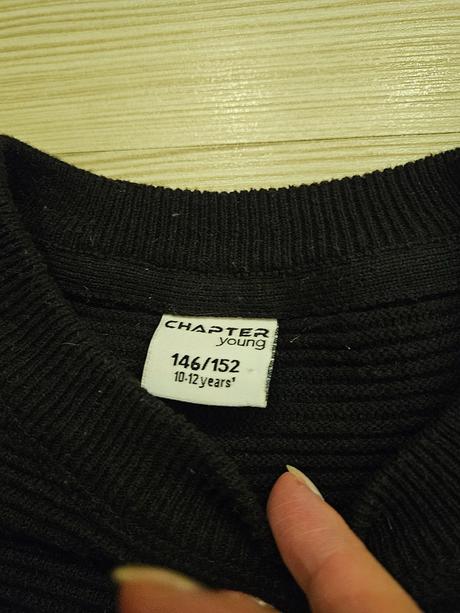 CHAPTER
young
146/152
10-12 years'